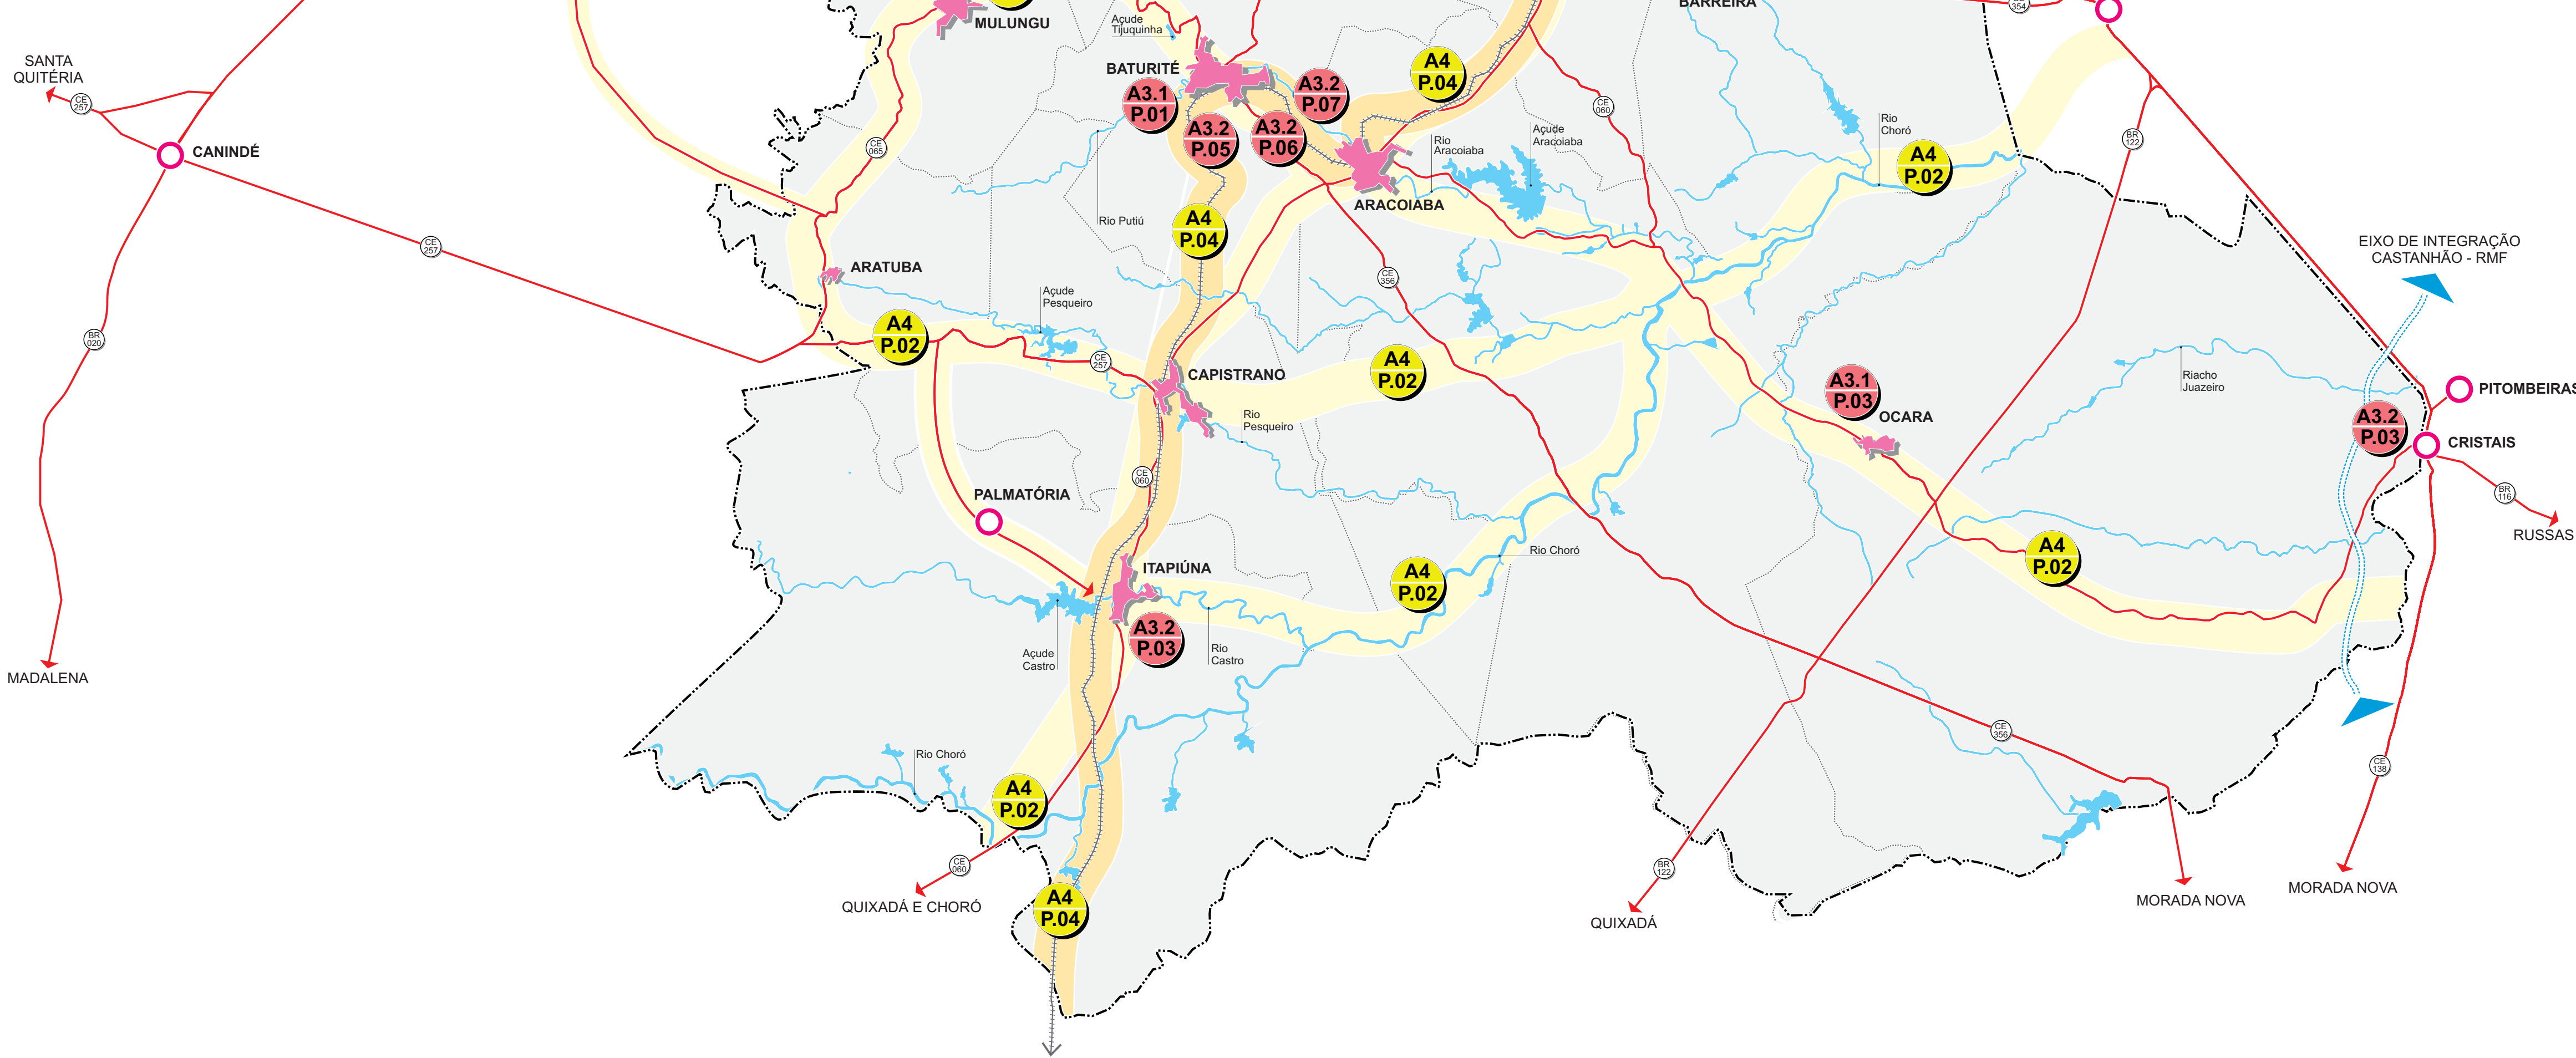 BARREIRA
CE
354
MULUNGU
Açude
Tijuquinha
SANTA
QUITÉRIA
CE
257
BATURITÉ
A3.1
P.01
A3.2
P.07
A4
P.04
CE
060
A3.2
P.05
A3.2
P.06
Rio
Aracoiaba
Açude
Aracoiaba
Rio
Choró
A4
P.02
BR
122
CANINDÉ
CE
065
ARACOIABA
Rio Putiú
A4
P.04
CE
257
EIXO DE INTEGRAÇÃO
CASTANHÃO - RMF
ARATUBA
CE
356
Açude
Pesqueiro
BR
020
A4
P.02
CE
257
CAPISTRANO
A4
P.02
A3.1
P.03
OCARA
Riacho
Juazeiro
PITOMBEIRAS
Rio
Pesqueiro
A3.2
P.03
CRISTAIS
CE
060
BR
116
RUSSAS
PALMATÓRIA
Rio Choró
ITAPIÚNA
A4
P.02
A4
P.02
A3.2
P.03
Açude
Castro
Rio
Castro
MADALENA
CE
356
Rio Choró
CE
138
A4
P.02
CE
060
BR
122
QUIXADÁ E CHORÓ
A4
P.04
QUIXADÁ
MORADA NOVA
MORADA NOVA